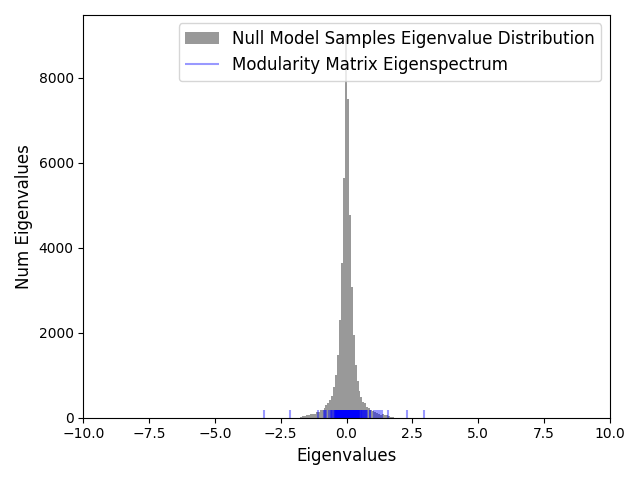 Null Model Samples Eigenvalue Distribution
Modularity Matrix Eigenspectrum
Num Eigenvalues
8000
6000
4000
2000
0
−10.0 −7.5 −5.0 −2.5 0.0 2.5 5.0 7.5 10.0
Eigenvalues